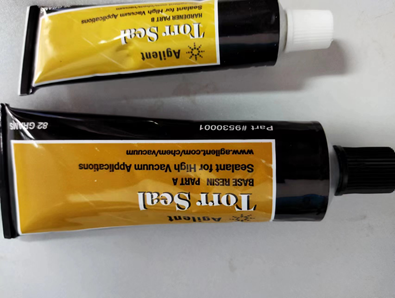 Agilent
Torr Seal
HARDENER PART B
Sealant for High Vacuum Applications
Agilent
Torr Seal
BASE RESIN PART A
Sealant for High Vacuum Applications
www.agilent.com/chem/vacuum
Part #9530001
82 GRAMS